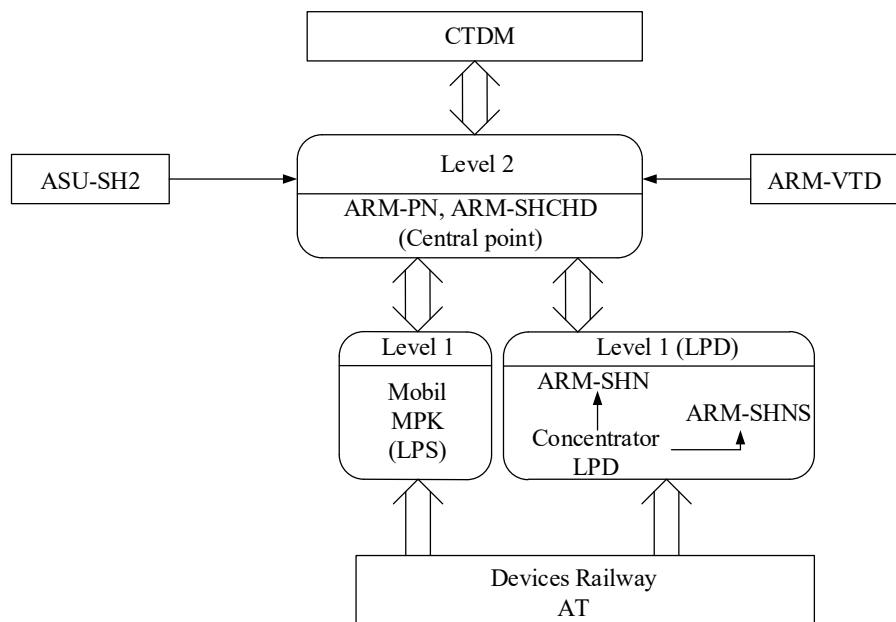 CTDM
Level 2
ASU-SH2
ARM-VTD
ARM-PN, ARM-SHCHD
(Central point)
Level 1
Mobil
MPK
(LPS)
Level 1 (LPD)
ARM-SHN
ARM-SHNS
Concentrator
LPD
Devices Railway
AT